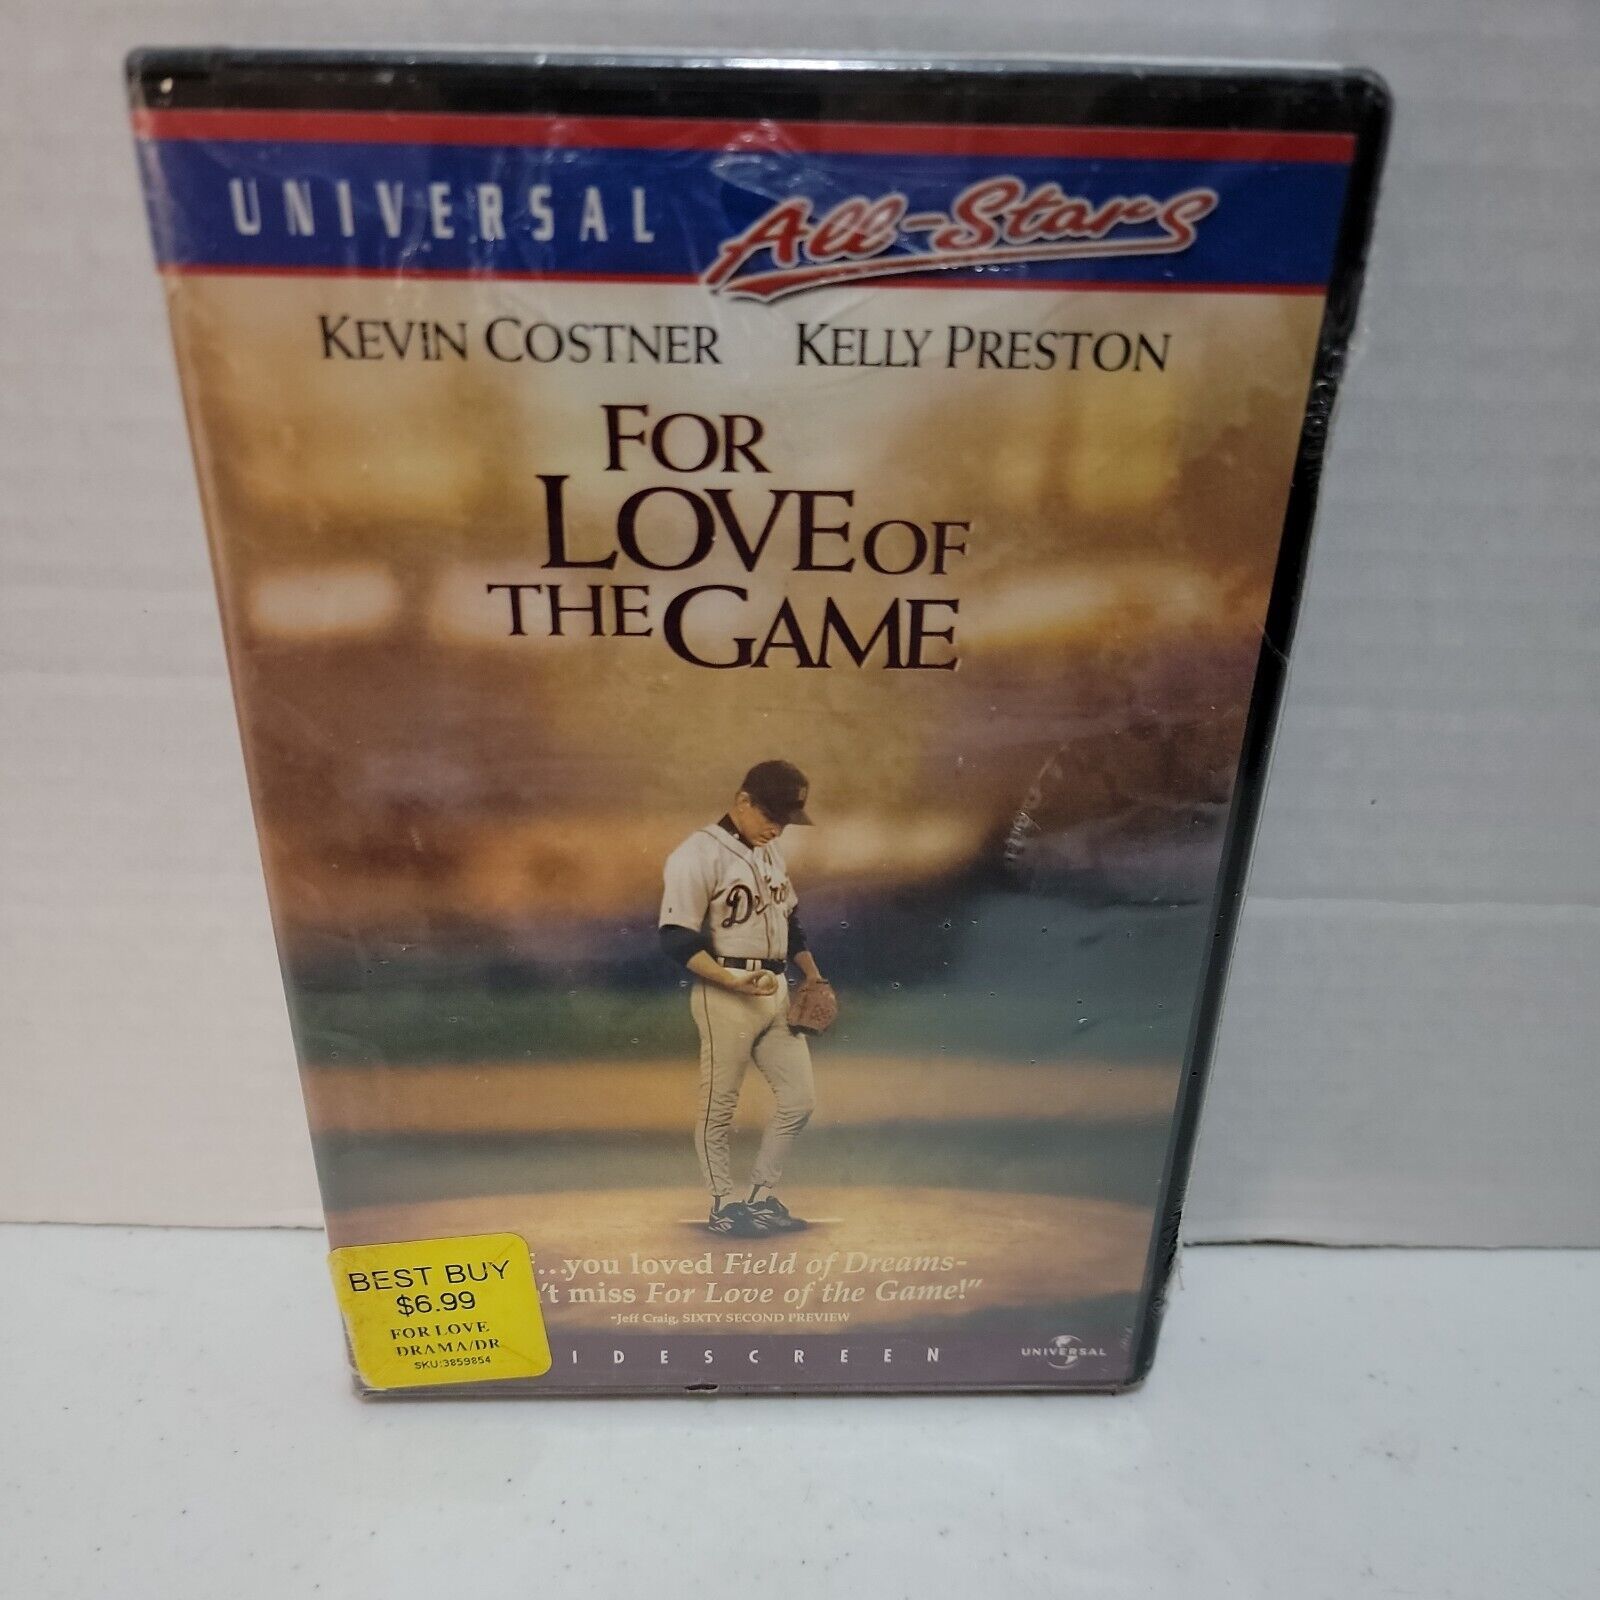 UNIVERSAL All-Stars
KEVIN COSTNER KELLY PRESTON
FOR
LOVE OF
THE GAME
Detroi
...you loved Field of Dreams-
't miss For Love of the Game!"
-Jeff Craig, SIXTY SECOND PREVIEW
IDESCREEN
UNIVERSAL
BEST BUY
$6.99
FOR LOVE
DRAMA/DR
SKU:3859854